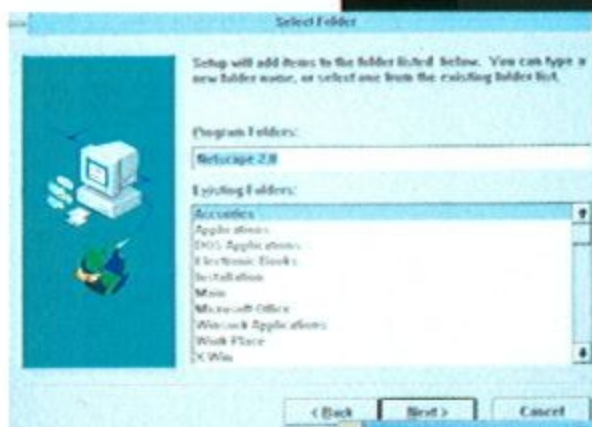 Select Folder
Setup will add items to the folder listed below. You can type a
new folder name, or select one from the existing folder list.
Program Folders:
Netscape 2.0
Existing Folders:
Accessories
Applications
DOS Applications
Electronic Books
Installation
Main
Microsoft Office
Winsock Applications
Work Place
X Win
< Back
Next >
Cancel